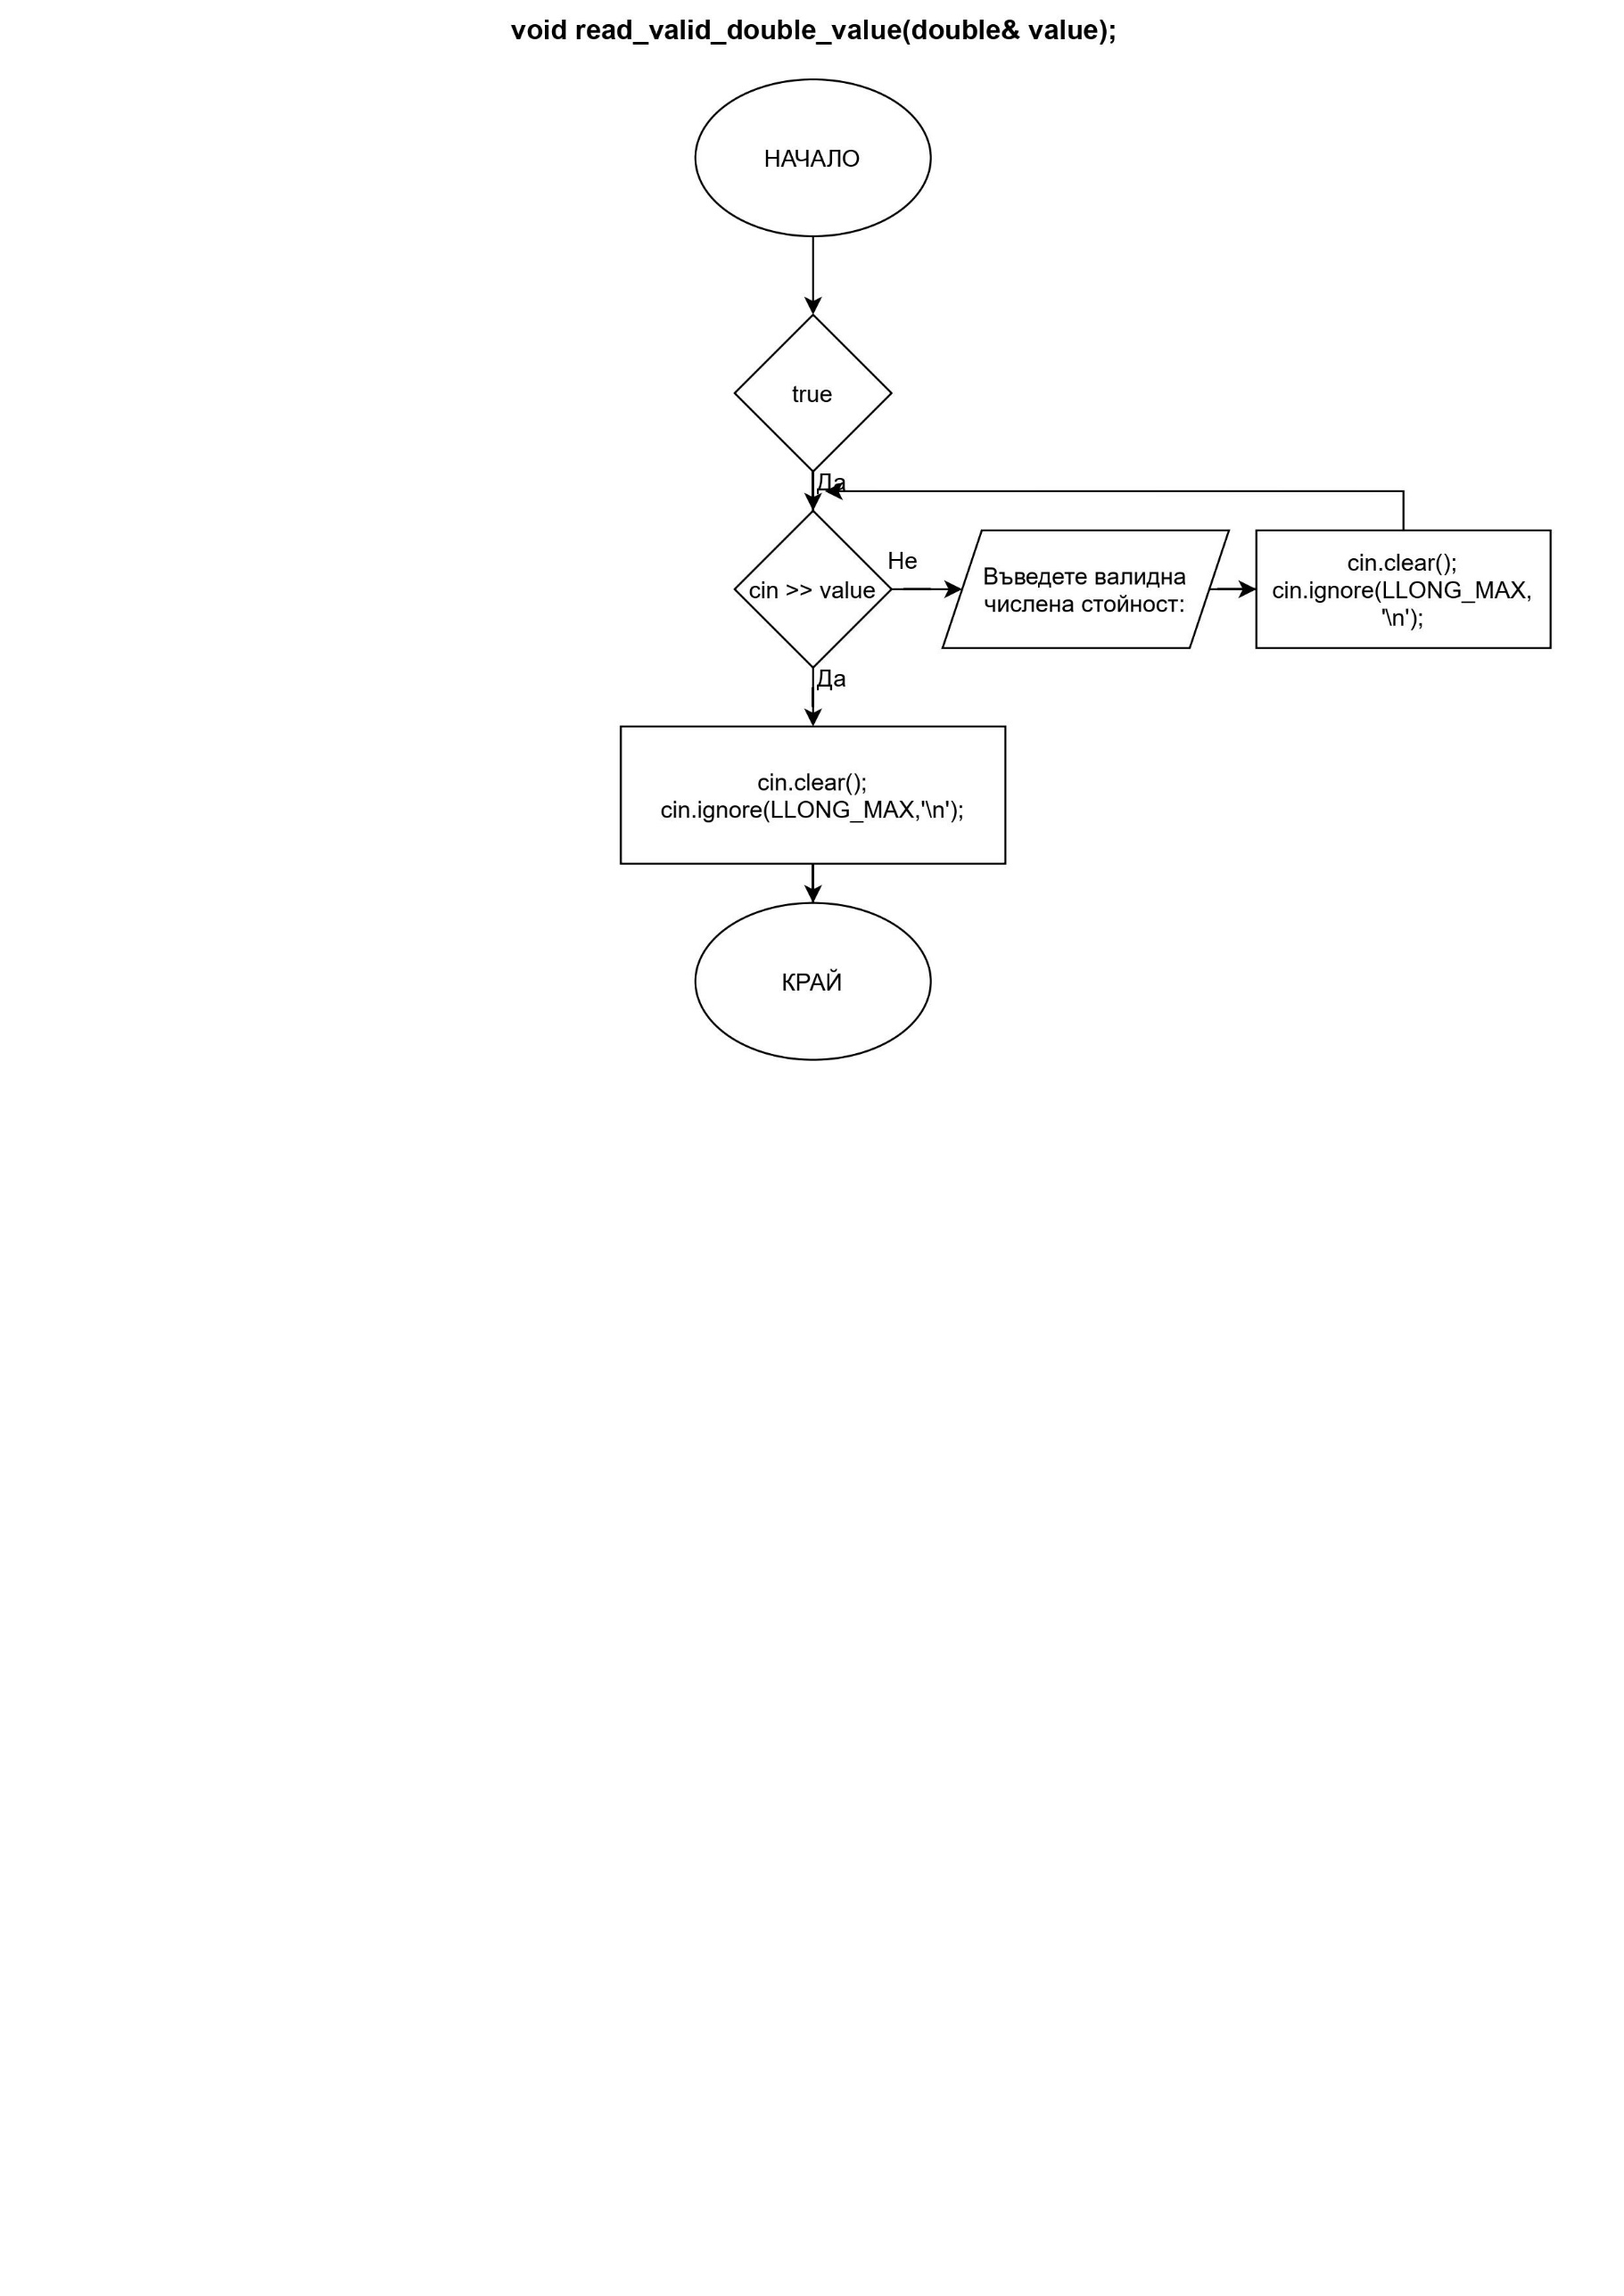 void read_valid_double_value(double& value);
НАЧАЛО
true
Да
cin >> value
Не
Въведете валидна
числена стойност:
cin.clear();
cin.ignore(LLONG_MAX,
'\n');
Да
cin.clear();
cin.ignore(LLONG_MAX,'\n');
КРАЙ